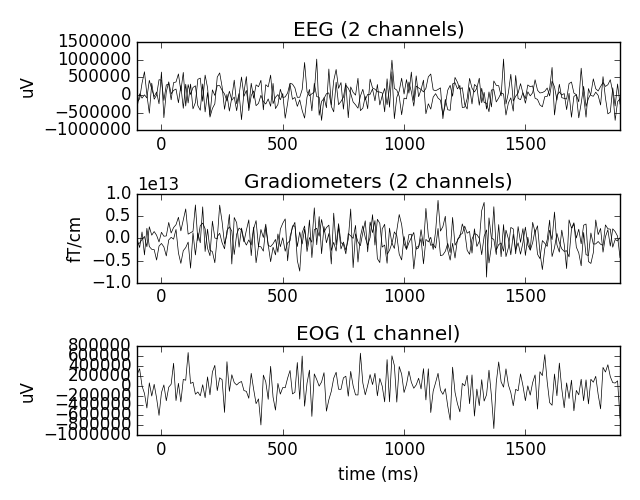 EEG (2 channels)
1500000
1000000
500000
0
−500000
−1000000
uV
0 500 1000 1500
Gradiometers (2 channels)
1e13
1.0
0.5
0.0
−0.5
−1.0
fT/cm
0 500 1000 1500
EOG (1 channel)
800000
600000
400000
200000
0
−200000
−400000
−600000
−800000
−1000000
uV
0 500 1000 1500
time (ms)